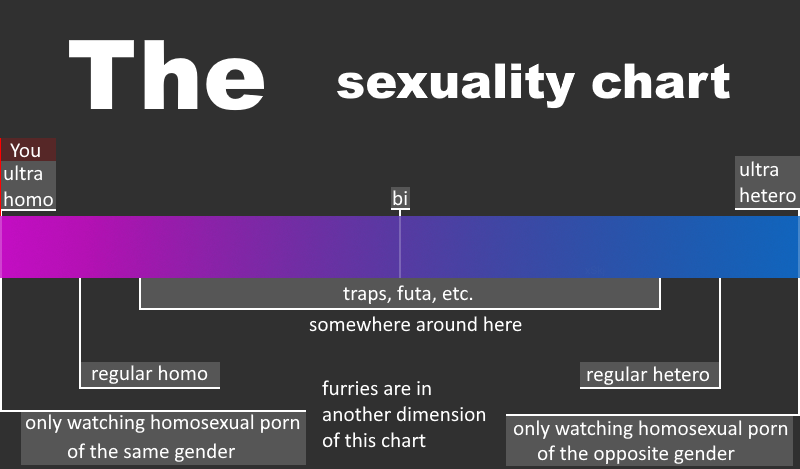 The sexuality chart
You
ultra
homo
bi
ultra
hetero
traps, futa, etc.
somewhere around here
regular homo
regular hetero
furries are in
another dimension
of this chart
only watching homosexual porn
of the same gender
only watching homosexual porn
of the opposite gender